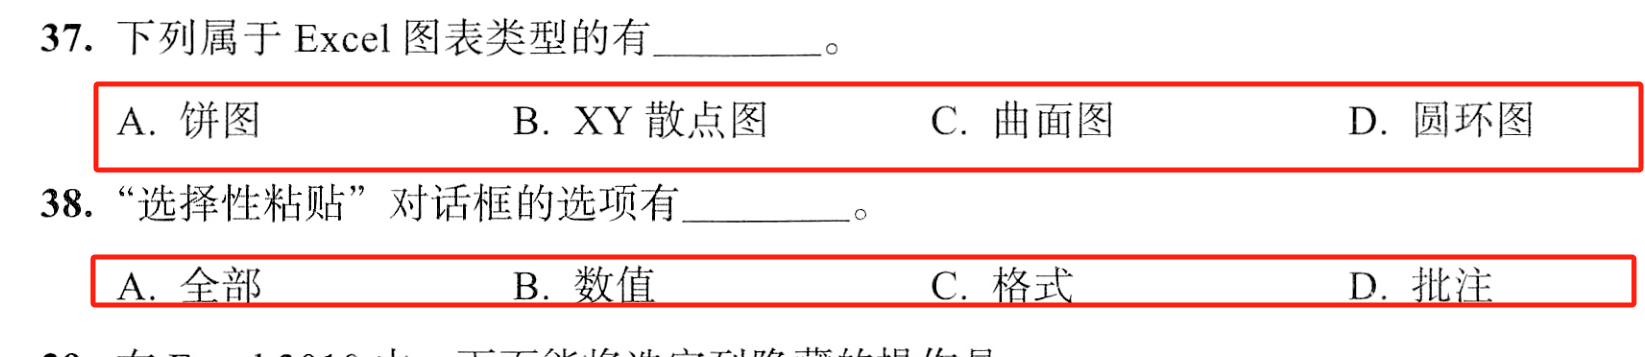 37. 下列属于 Excel 图表类型的有________。
A. 饼图 B. XY 散点图 C. 曲面图 D. 圆环图
38. “选择性粘贴”对话框的选项有________。
A. 全部 B. 数值 C. 格式 D. 批注